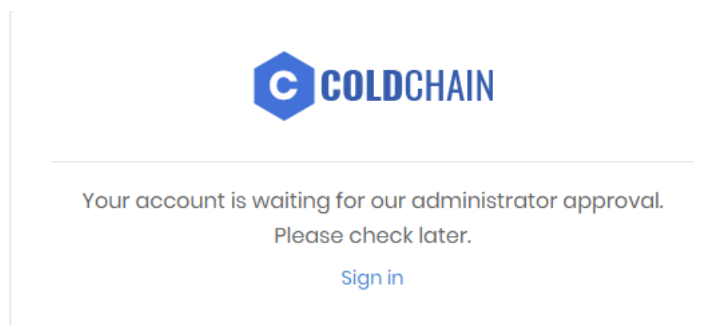 C COLDCHAIN
Your account is waiting for our administrator approval.
Please check later.
Sign in